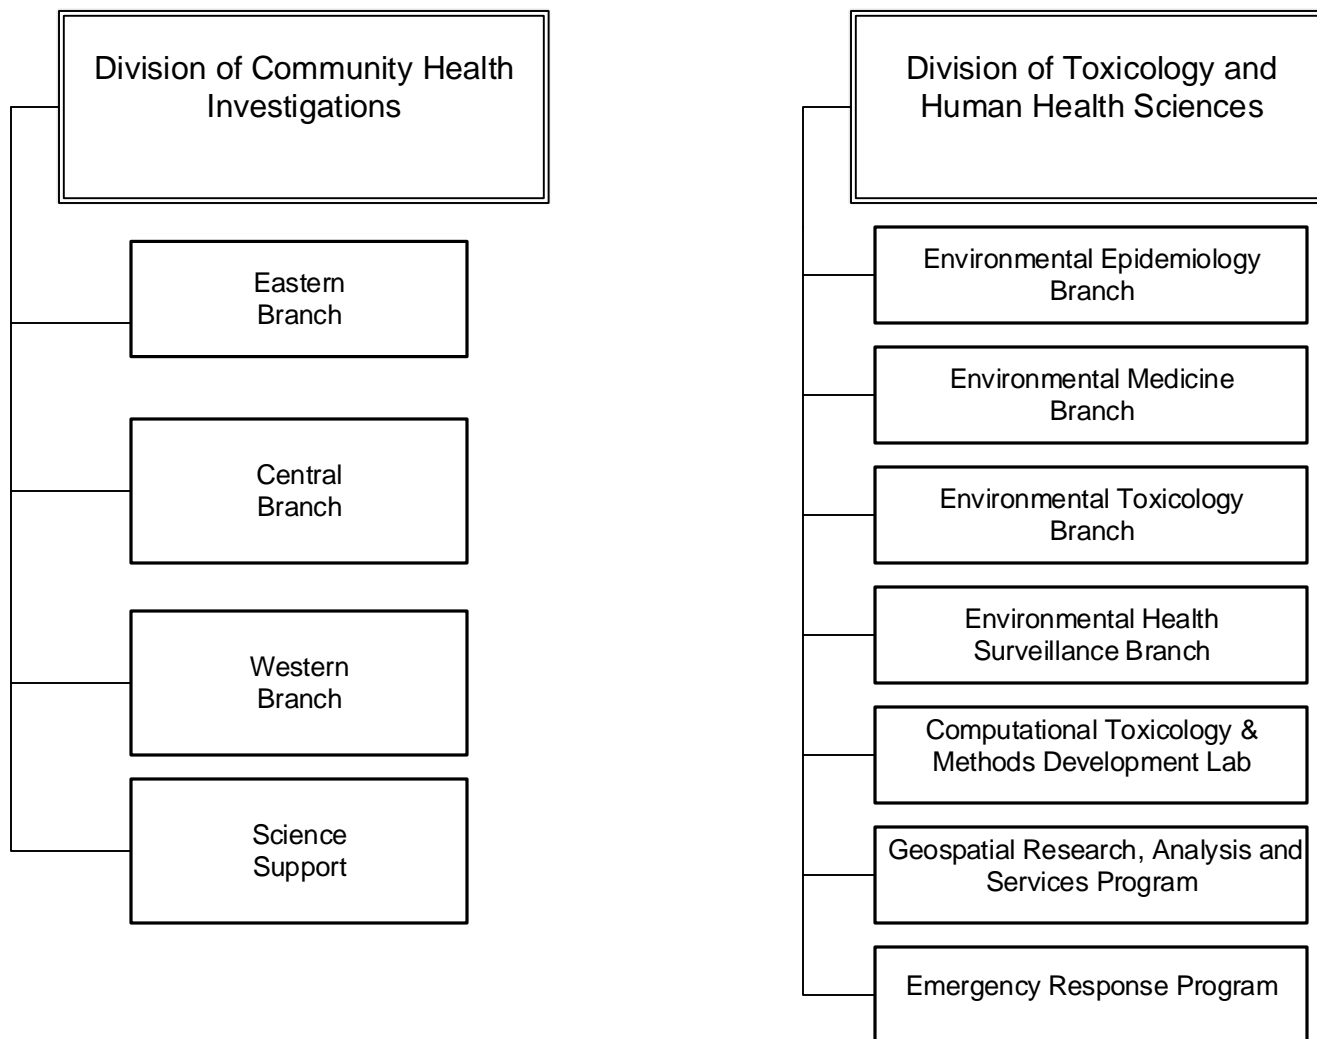 Division of Community Health
Investigations
Eastern
Branch
Central
Branch
Western
Branch
Science
Support
Division of Toxicology and
Human Health Sciences
Environmental Epidemiology
Branch
Environmental Medicine
Branch
Environmental Toxicology
Branch
Environmental Health
Surveillance Branch
Computational Toxicology &
Methods Development Lab
Geospatial Research, Analysis and
Services Program
Emergency Response Program